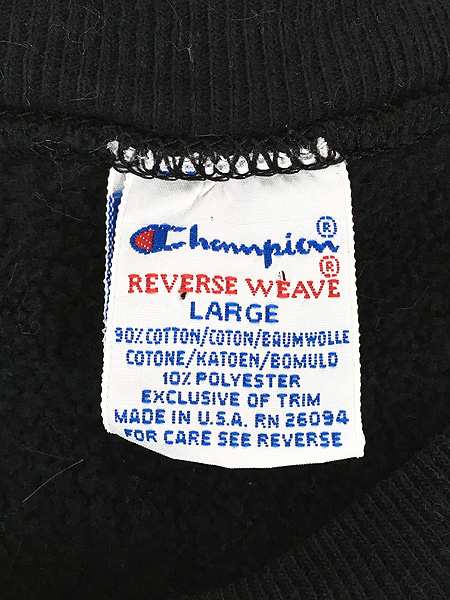 Champion®
REVERSE WEAVE®
LARGE
90% COTTON/COTON/BAUMWOLLE
COTONE/KATOEN/BOMULD
10% POLYESTER
EXCLUSIVE OF TRIM
MADE IN U.S.A. RN 26094
FOR CARE SEE REVERSE